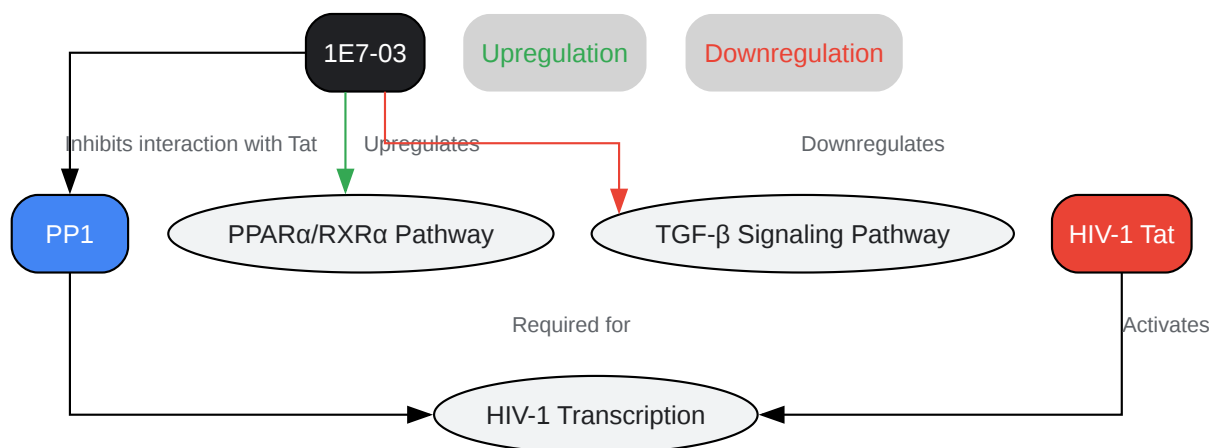 1E7-03
Upregulation
Downregulation
Inhibits interaction with Tat
Upregulates
Downregulates
PP1
PPARα/RXRα Pathway
TGF-β Signaling Pathway
HIV-1 Tat
Required for
Activates
HIV-1 Transcription